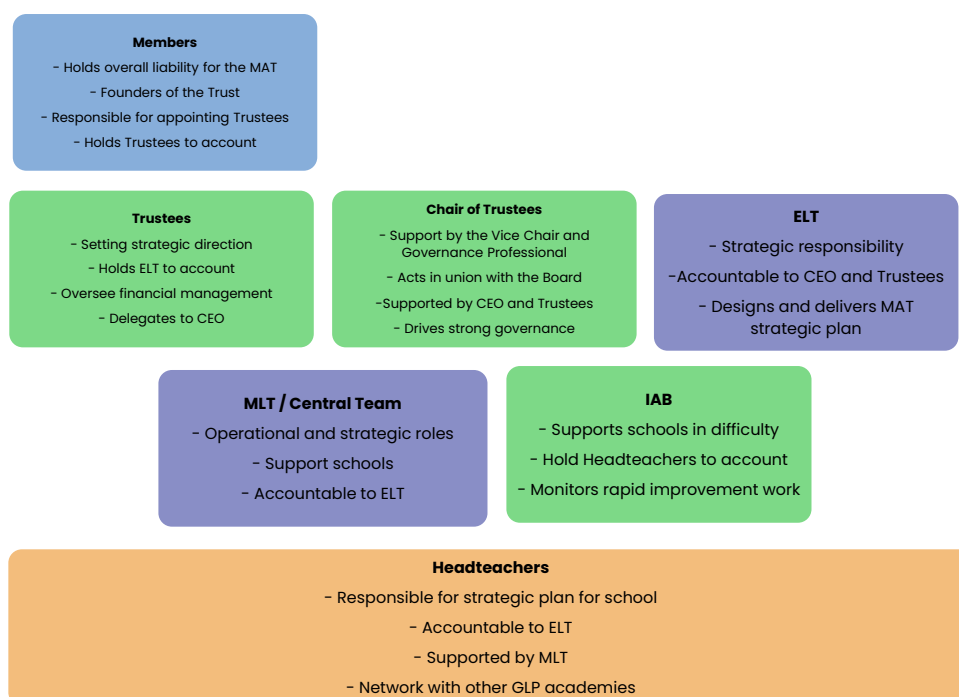 Members
- Holds overall liability for the MAT
- Founders of the Trust
- Responsible for appointing Trustees
- Holds Trustees to account
Trustees
- Setting strategic direction
- Holds ELT to account
- Oversee financial management
- Delegates to CEO
Chair of Trustees
- Support by the Vice Chair and
Governance Professional
- Acts in union with the Board
-Supported by CEO and Trustees
- Drives strong governance
ELT
- Strategic responsibility
-Accountable to CEO and Trustees
- Designs and delivers MAT
strategic plan
MLT / Central Team
- Operational and strategic roles
- Support schools
- Accountable to ELT
IAB
- Supports schools in difficulty
- Hold Headteachers to account
- Monitors rapid improvement work
Headteachers
- Responsible for strategic plan for school
- Accountable to ELT
- Supported by MLT
- Network with other GLP academies